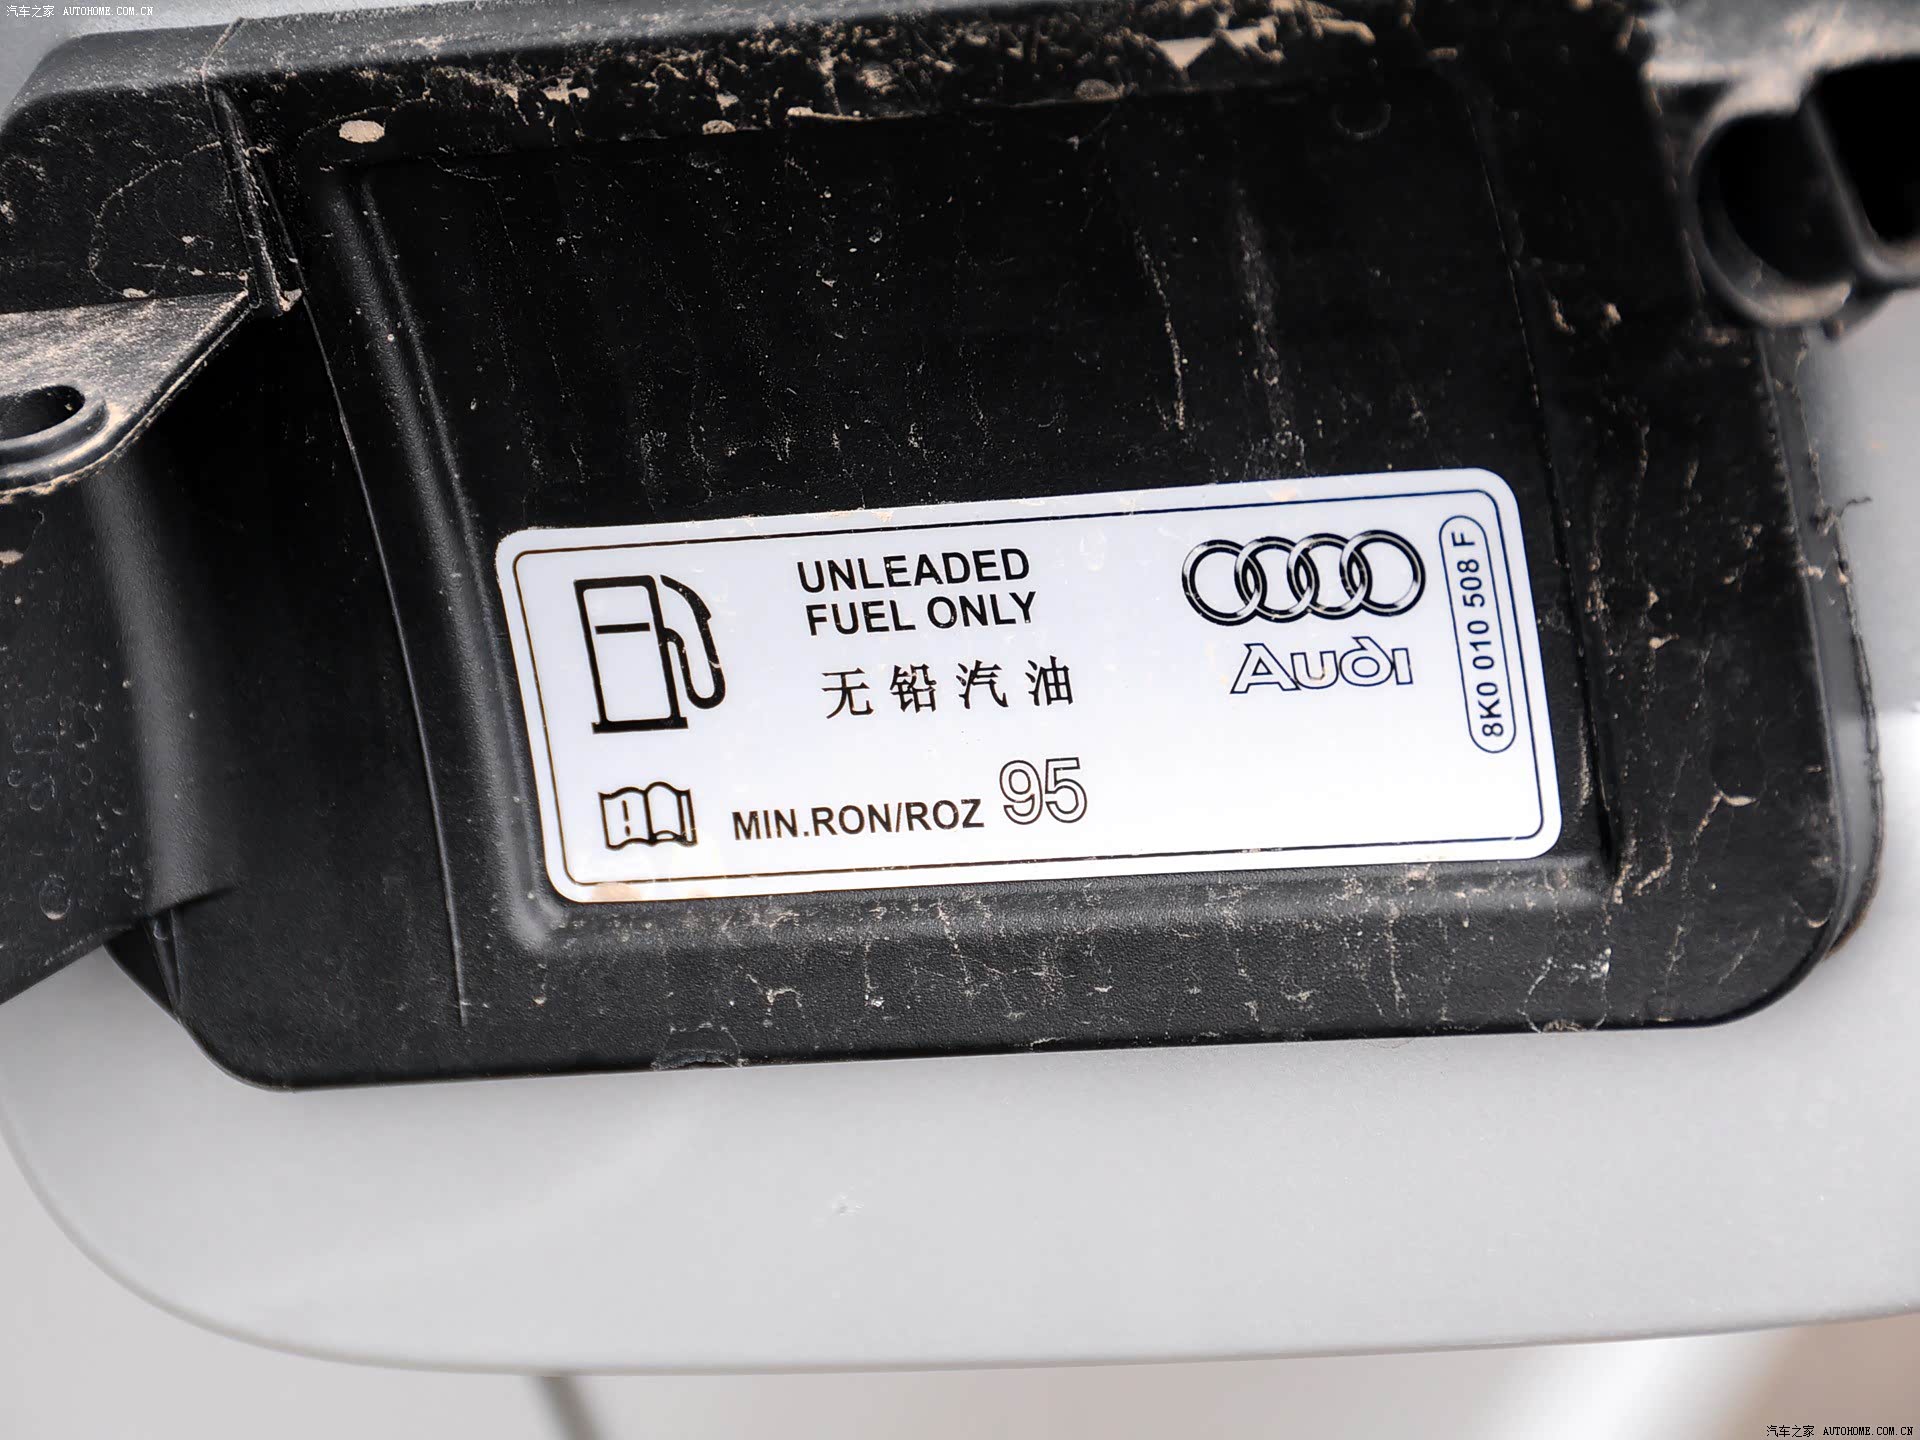 汽车之家 AUTOHOME.COM.CN
UNLEADED
FUEL ONLY
无铅汽油
MIN.RON/ROZ 95
Audi
8K0 010 508 F
汽车之家 AUTOHOME.COM.CN